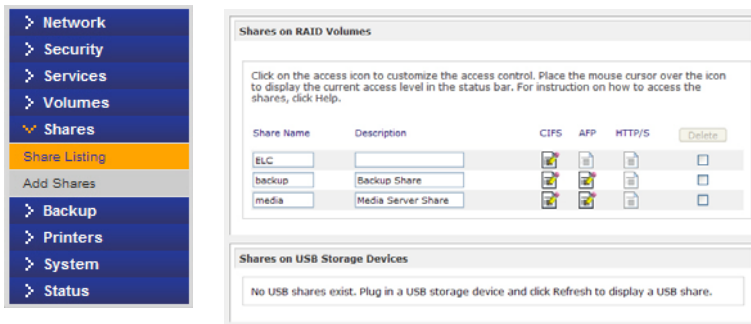 Network
Security
Services
Volumes
Shares
Share Listing
Add Shares
Backup
Printers
System
Status
Shares on RAID Volumes
Click on the access icon to customize the access control. Place the mouse cursor over the icon
to display the current access level in the status bar. For instruction on how to access the
shares, click Help.
Share Name Description CIFS AFP HTTP/S Delete
ELC
backup Backup Share
media Media Server Share
Shares on USB Storage Devices
No USB shares exist. Plug in a USB storage device and click Refresh to display a USB share.